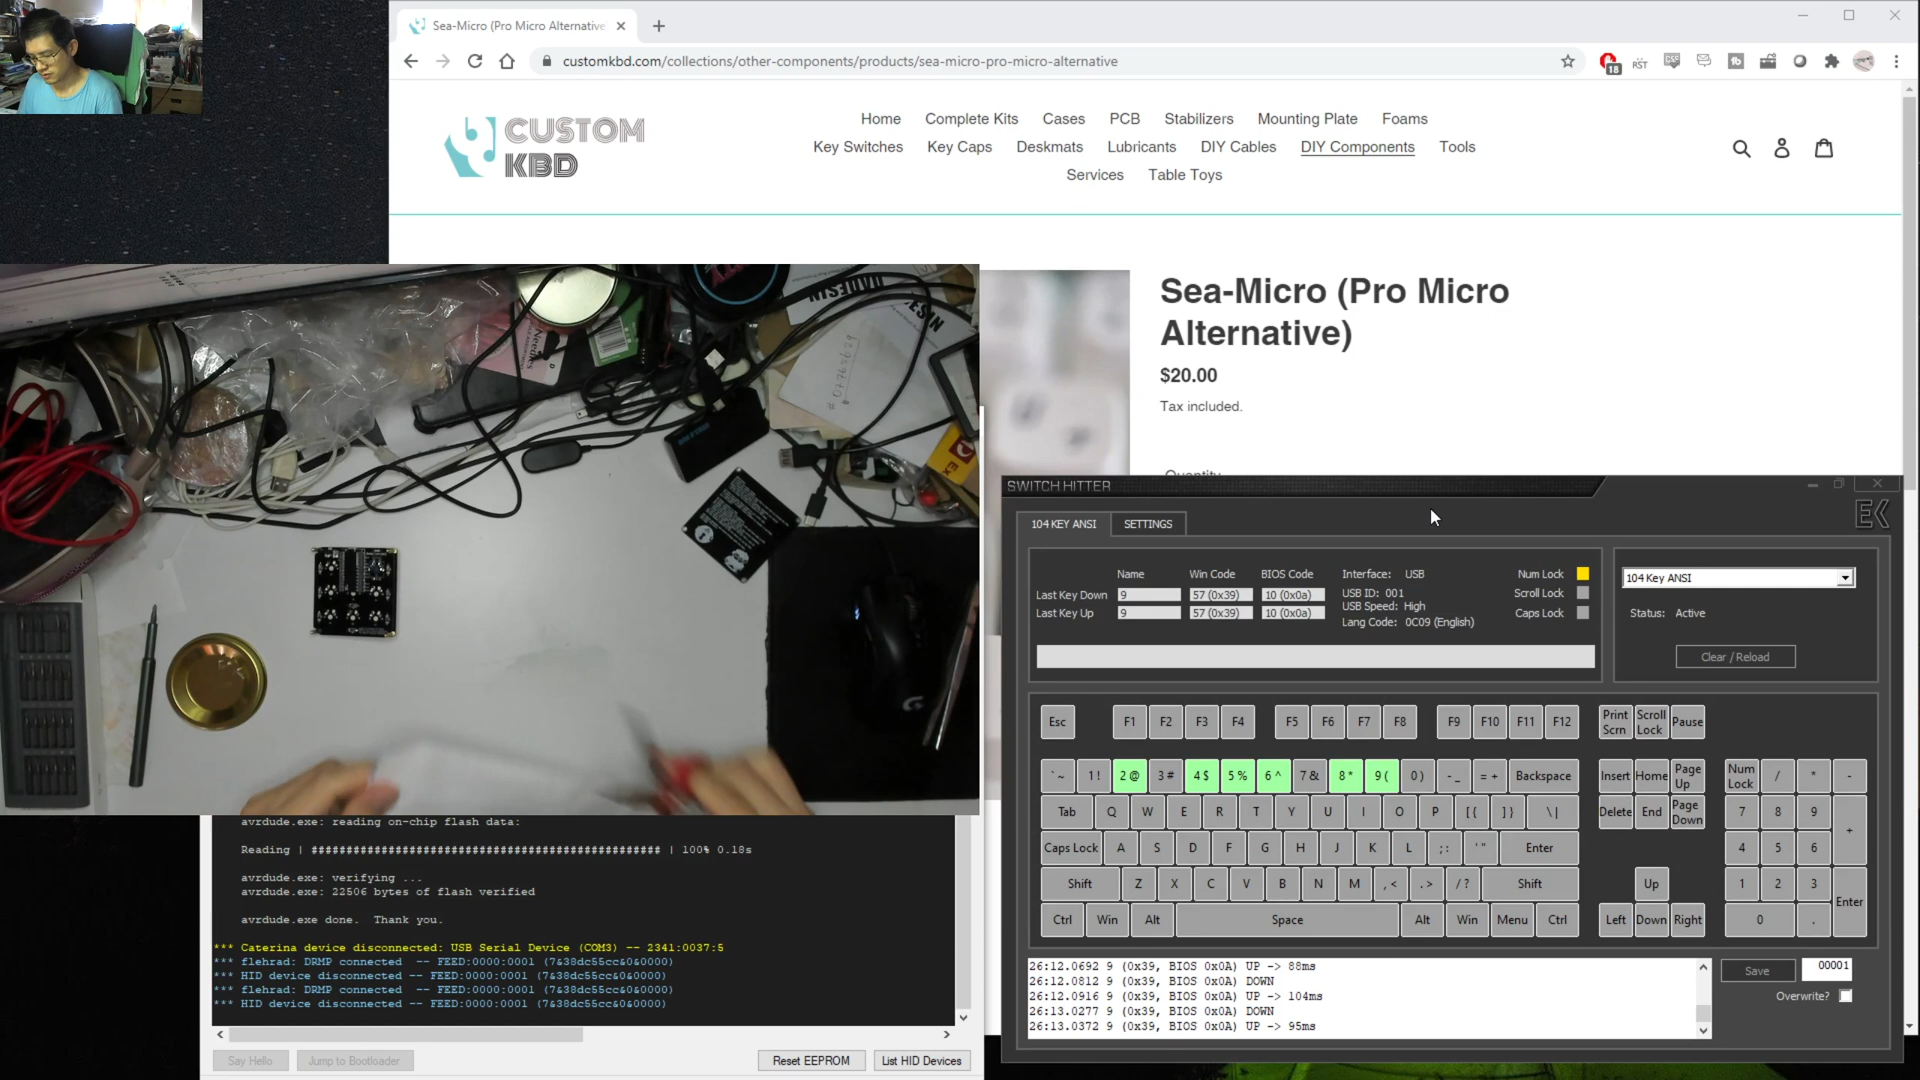 Sea-Micro (Pro Micro Alternative
customkbd.com/collections/other-components/products/sea-micro-pro-micro-alternative
18
CUSTOM
KBD
Home Complete Kits Cases PCB Stabilizers Mounting Plate Foams
Key Switches Key Caps Deskmats Lubricants DIY Cables DIY Components Tools
Services Table Toys
Sea-Micro (Pro Micro
Alternative)
$20.00
Tax included.
Quantity
SWITCH HITTER
EK
104 KEY ANSI SETTINGS
Name Win Code BIOS Code
Last Key Down 9 57 (0x39) 10 (0x0a)
Last Key Up 9 57 (0x39) 10 (0x0a)
Interface: USB
USB ID: 001
USB Speed: High
Lang Code: 0C09 (English)
Num Lock
Scroll Lock
Caps Lock
104 Key ANSI
Status: Active
Clear / Reload
Esc F1 F2 F3 F4 F5 F6 F7 F8 F9 F10 F11 F12 Print Scrn Scroll Lock Pause
` ~ 1 ! 2 @ 3 # 4 $ 5 % 6 ^ 7 & 8 * 9 ( 0 ) - _ = + Backspace Insert Home Page Up Num Lock / * -
Tab Q W E R T Y U I O P [ { ] } \ | Delete End Page Down 7 8 9 +
Caps Lock A S D F G H J K L ; : ' " Enter 4 5 6
Shift Z X C V B N M , < . > / ? Shift Up 1 2 3 Enter
Ctrl Win Alt Space Alt Win Menu Ctrl Left Down Right 0 .
26:12.0692 9 (0x39, BIOS 0x0A) UP -> 88ms
26:12.0812 9 (0x39, BIOS 0x0A) DOWN
26:12.0916 9 (0x39, BIOS 0x0A) UP -> 104ms
26:13.0277 9 (0x39, BIOS 0x0A) DOWN
26:13.0372 9 (0x39, BIOS 0x0A) UP -> 95ms
Save 00001
Overwrite?
avrdude.exe: reading on-chip flash data:
Reading | ################################################## | 100% 0.18s
avrdude.exe: verifying ...
avrdude.exe: 22506 bytes of flash verified
avrdude.exe done. Thank you.
*** Caterina device disconnected: USB Serial Device (COM3) -- 2341:0037:5
*** flehrad: DRMP connected -- FEED:0000:0001 (7&38dc55cc&0&0000)
*** HID device disconnected -- FEED:0000:0001 (7&38dc55cc&0&0000)
*** flehrad: DRMP connected -- FEED:0000:0001 (7&38dc55cc&0&0000)
*** HID device disconnected -- FEED:0000:0001 (7&38dc55cc&0&0000)
Say Hello Jump to Bootloader Reset EEPROM List HID Devices